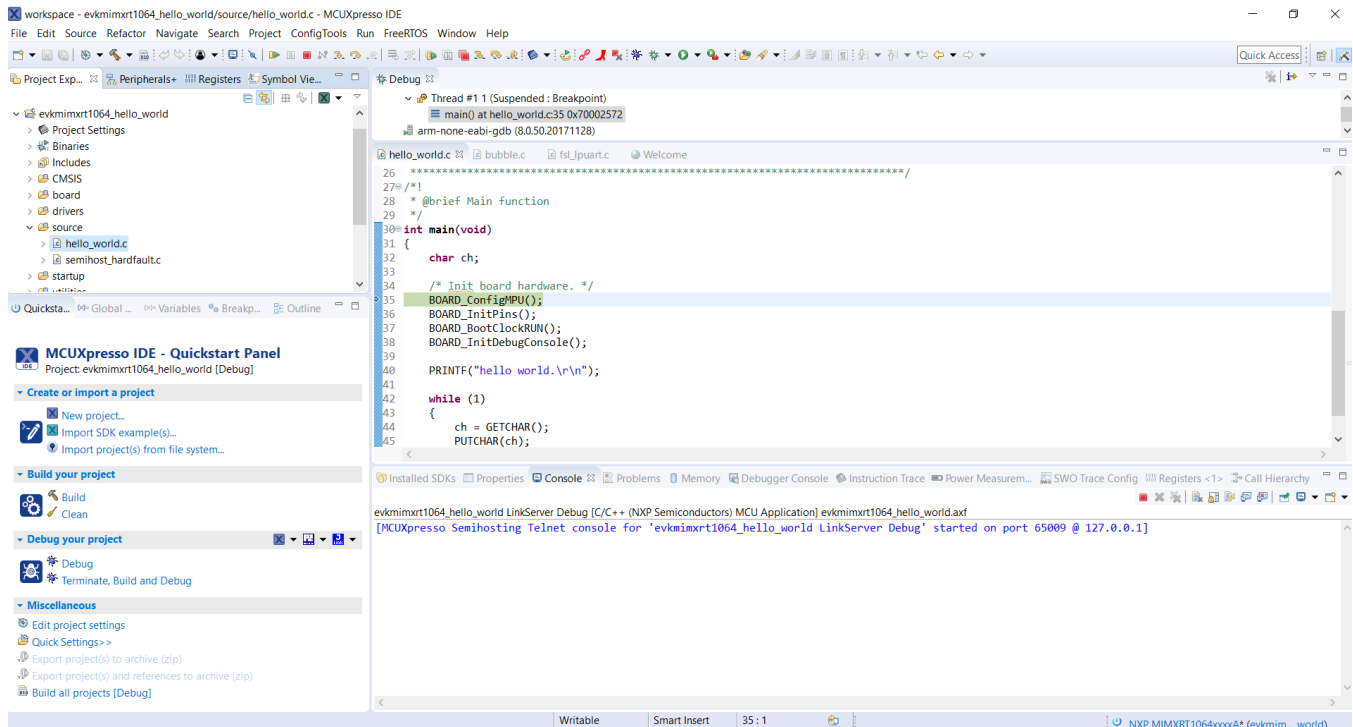 workspace - evkmimxrt1064_hello_world/source/hello_world.c - MCUXpresso IDE
File Edit Source Refactor Navigate Search Project ConfigTools Run FreeRTOS Window Help
Quick Access
Project Exp... Peripherals+ Registers Symbol Vie...
evkmimxrt1064_hello_world
Project Settings
Binaries
Includes
CMSIS
board
drivers
source
hello_world.c
semihost_hardfault.c
startup
utilities
Debug
Thread #1 1 (Suspended : Breakpoint)
main() at hello_world.c:35 0x70002572
arm-none-eabi-gdb (8.0.50.20171128)
hello_world.c bubble.c fsl_lpuart.c Welcome
26 ******************************************************************************/
27 /*!
28 * @brief Main function
29 */
30 int main(void)
31 {
32 char ch;
33
34 /* Init board hardware. */
35 BOARD_ConfigMPU();
36 BOARD_InitPins();
37 BOARD_BootClockRUN();
38 BOARD_InitDebugConsole();
39
40 PRINTF("hello world.\r\n");
41
42 while (1)
43 {
44 ch = GETCHAR();
45 PUTCHAR(ch);
Quicksta... Global ... Variables Breakp... Outline
MCUXpresso IDE - Quickstart Panel
Project: evkmimxrt1064_hello_world [Debug]
Create or import a project
New project...
Import SDK example(s)...
Import project(s) from file system...
Build your project
Build
Clean
Debug your project
Debug
Terminate, Build and Debug
Miscellaneous
Edit project settings
Quick Settings>>
Export project(s) to archive (zip)
Export project(s) and references to archive (zip)
Build all projects [Debug]
Installed SDKs Properties Console Problems Memory Debugger Console Instruction Trace Power Measurem... SWO Trace Config Registers <1> Call Hierarchy
evkmimxrt1064_hello_world LinkServer Debug [C/C++ (NXP Semiconductors) MCU Application] evkmimxrt1064_hello_world.axf
[MCUXpresso Semihosting Telnet console for 'evkmimxrt1064_hello_world LinkServer Debug' started on port 65009 @ 127.0.0.1]
Writable Smart Insert 35 : 1
NXP MIMXRT1064xxxxA* (evkmim...world)